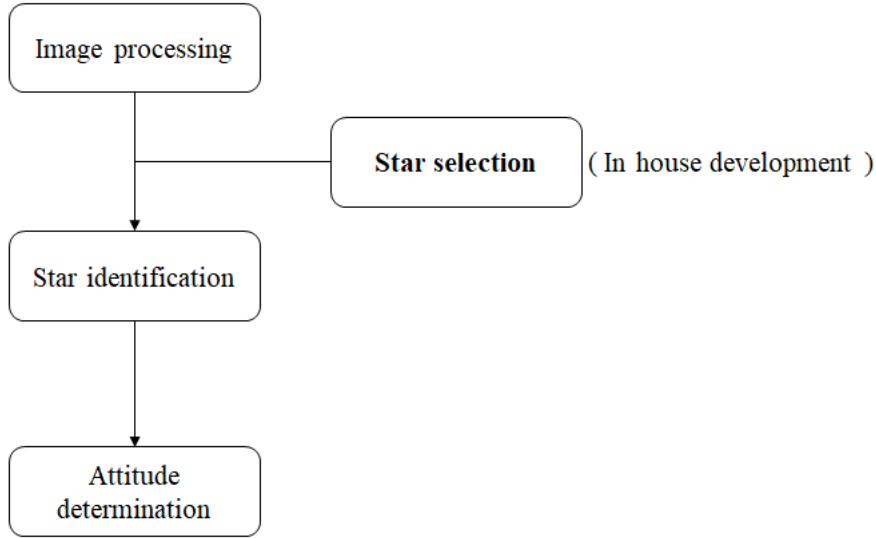 Image processing
Star selection
( In house development )
Star identification
Attitude
determination